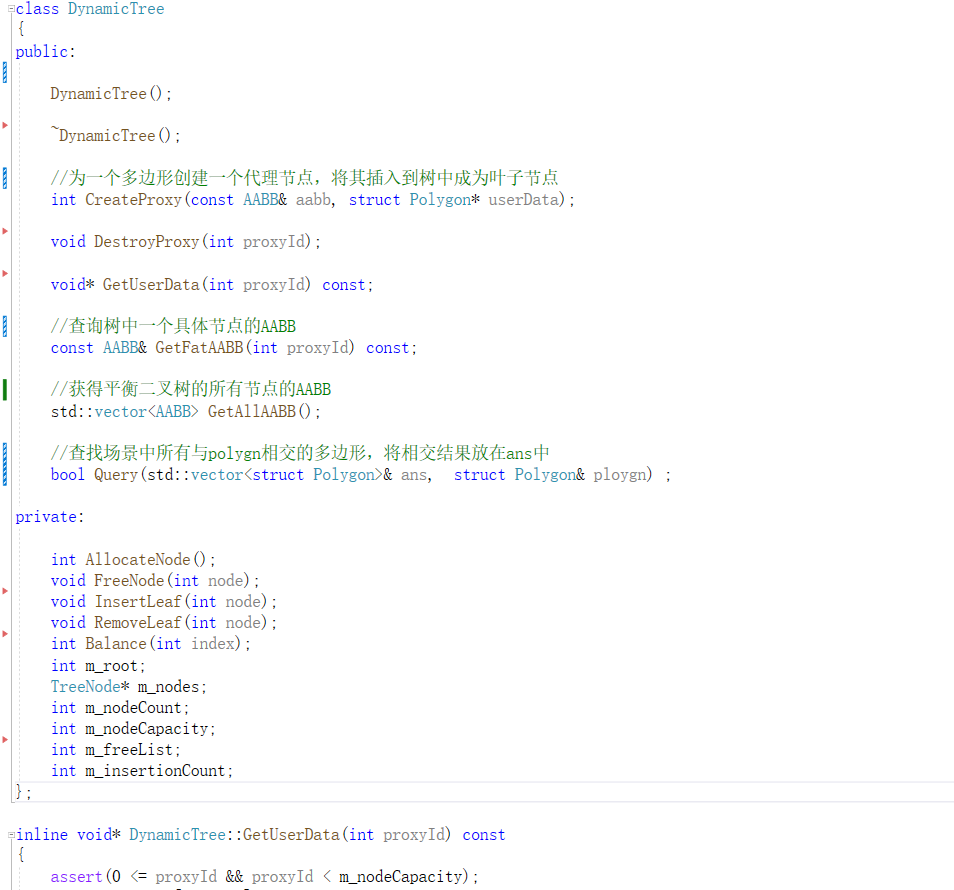 class DynamicTree
{
public:
DynamicTree();
~DynamicTree();
//为一个多边形创建一个代理节点，将其插入到树中成为叶子节点
int CreateProxy(const AABB& aabb, struct Polygon* userData);
void DestroyProxy(int proxyId);
void* GetUserData(int proxyId) const;
//查询树中一个具体节点的AABB
const AABB& GetFatAABB(int proxyId) const;
//获得平衡二叉树的所有节点的AABB
std::vector<AABB> GetAllAABB();
//查找场景中所有与polygn相交的多边形，将相交结果放在ans中
bool Query(std::vector<struct Polygon>& ans,  struct Polygon& ploygn) ;
private:
int AllocateNode();
void FreeNode(int node);
void InsertLeaf(int node);
void RemoveLeaf(int node);
int Balance(int index);
int m_root;
TreeNode* m_nodes;
int m_nodeCount;
int m_nodeCapacity;
int m_freeList;
int m_insertionCount;
};
inline void* DynamicTree::GetUserData(int proxyId) const
{
assert(0 <= proxyId && proxyId < m_nodeCapacity);